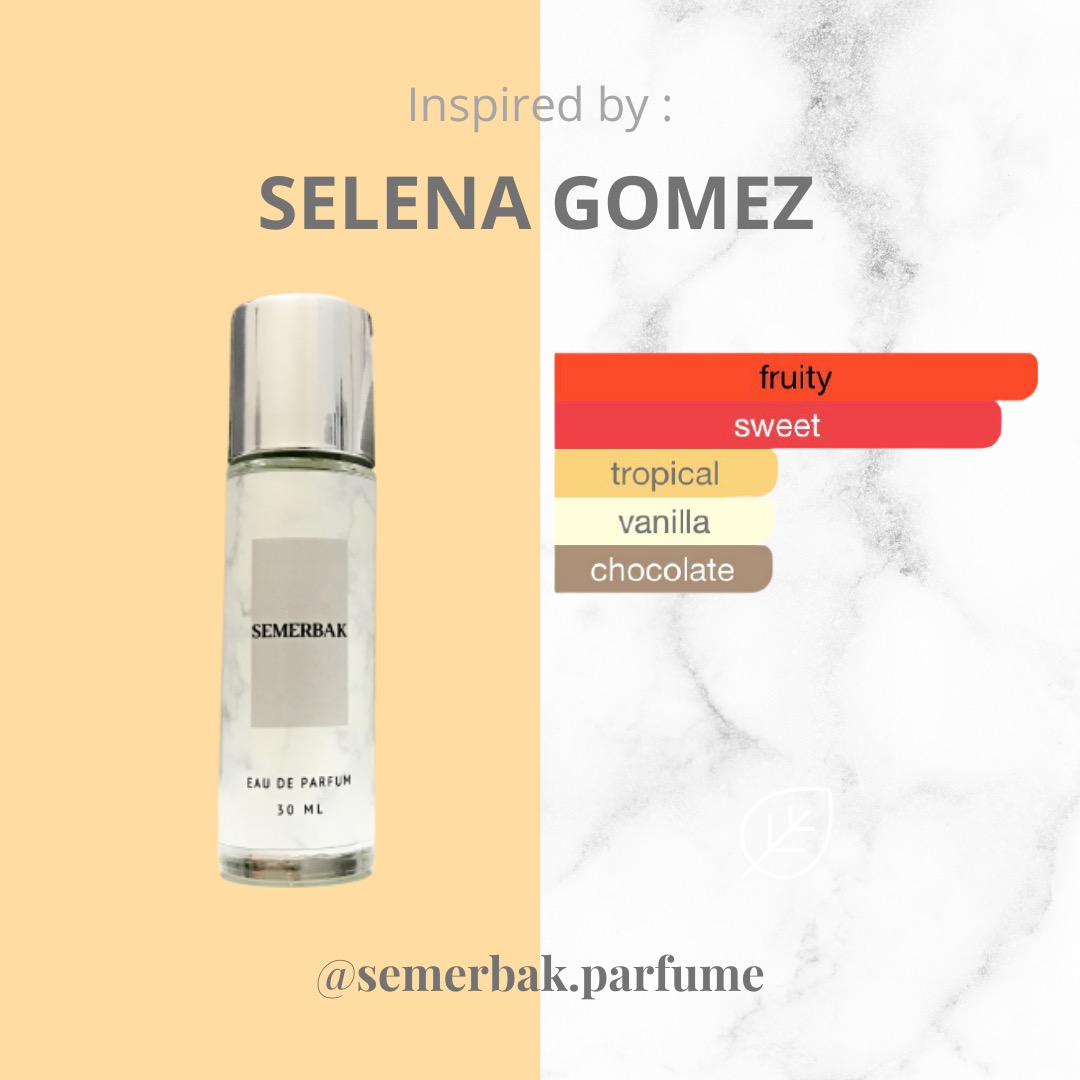 Inspired by :
SELENA GOMEZ
fruity
sweet
tropical
vanilla
chocolate
SEMERBAK
EAU DE PARFUM
30 ML
@semerbak.parfume